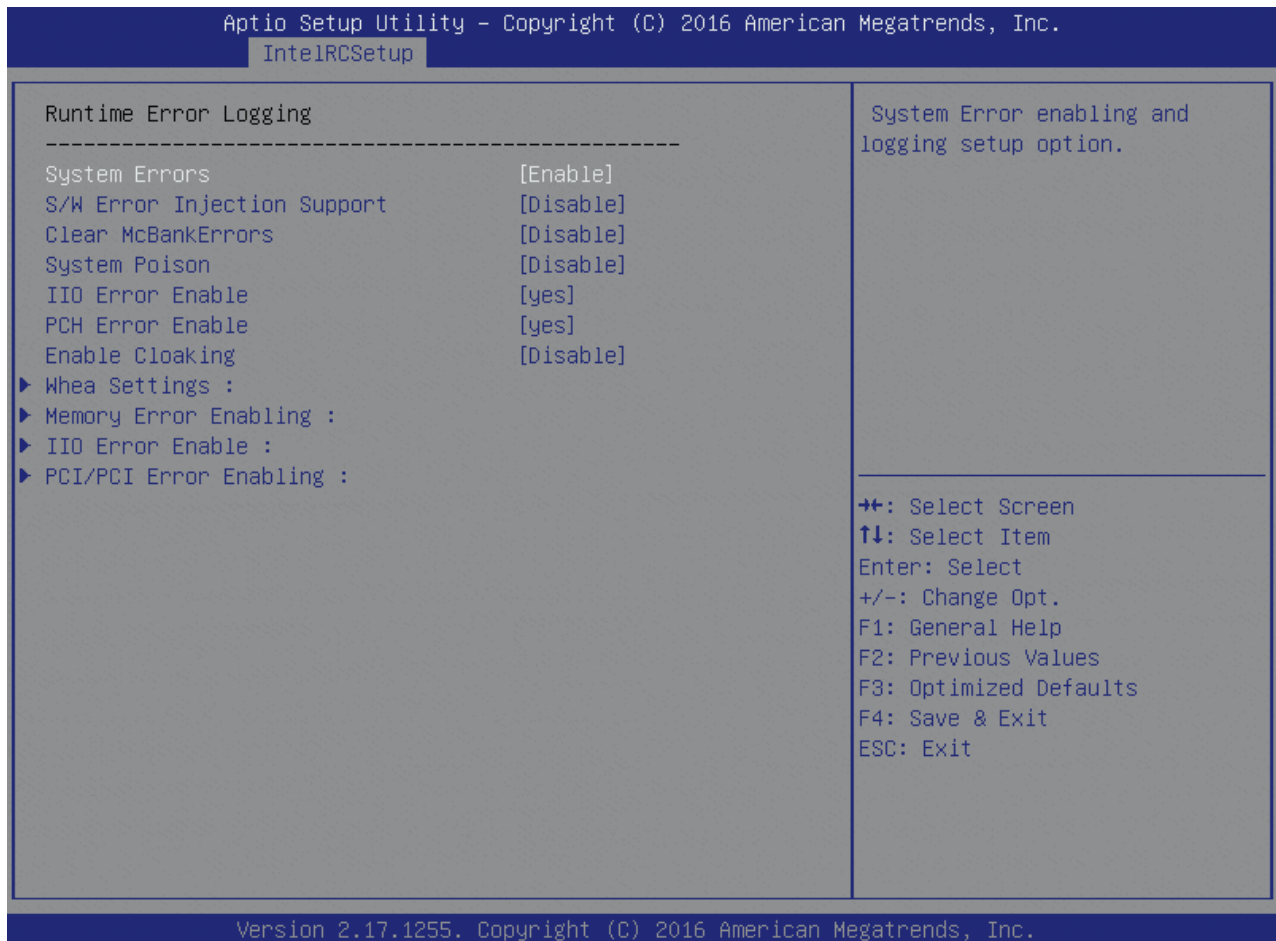 Aptio Setup Utility – Copyright (C) 2016 American Megatrends, Inc.
IntelRCSetup
Runtime Error Logging
--------------------------------------------------
System Errors [Enable]
S/W Error Injection Support [Disable]
Clear McBankErrors [Disable]
System Poison [Disable]
IIO Error Enable [yes]
PCH Error Enable [yes]
Enable Cloaking [Disable]
▶ Whea Settings :
▶ Memory Error Enabling :
▶ IIO Error Enable :
▶ PCI/PCI Error Enabling :
System Error enabling and
logging setup option.
→←: Select Screen
↑↓: Select Item
Enter: Select
+/-: Change Opt.
F1: General Help
F2: Previous Values
F3: Optimized Defaults
F4: Save & Exit
ESC: Exit
Version 2.17.1255. Copyright (C) 2016 American Megatrends, Inc.